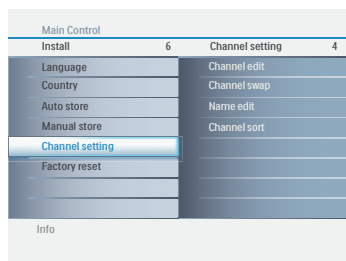 Main Control
Install 6 Channel setting 4
Language Channel edit
Country Channel swap
Auto store Name edit
Manual store Channel sort
Channel setting
Factory reset
Info